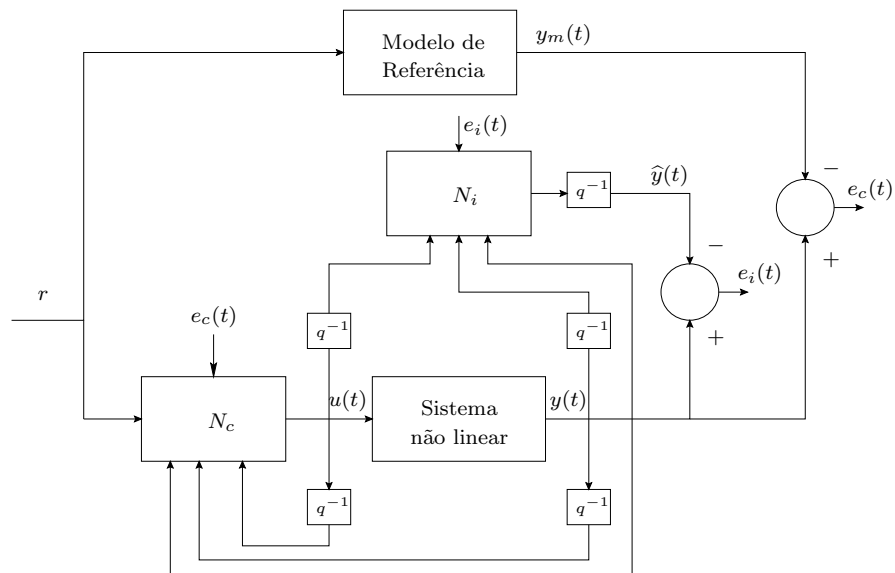 Modelo de
Referência
y_m(t)
e_i(t)
N_i
q^{-1}
ŷ(t)
−
e_c(t)
+
−
e_i(t)
+
r
e_c(t)
q^{-1}
q^{-1}
N_c
u(t)
Sistema
não linear
y(t)
q^{-1}
q^{-1}